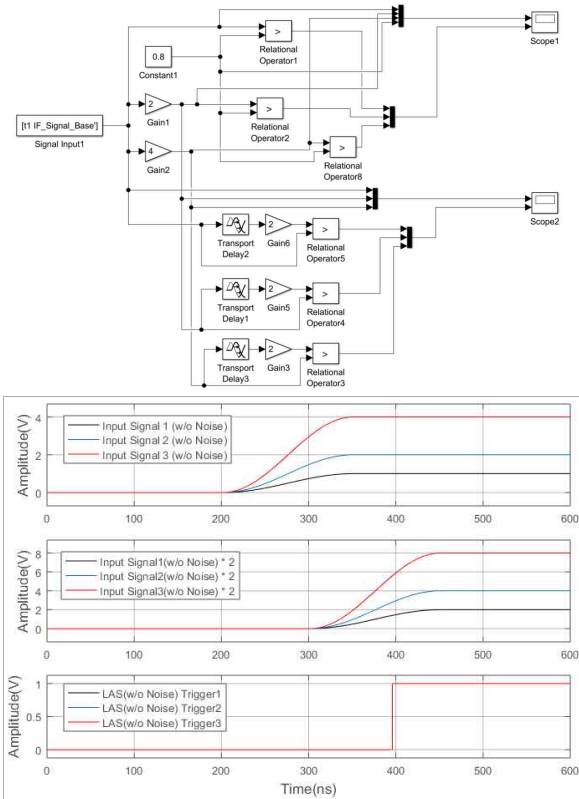 Scope1
>
Relational
Operator1
0.8
Constant1
2
Gain1
>
Relational
Operator2
[t1 IF_Signal_Base']
Signal Input1
4
Gain2
>
Relational
Operator8
Scope2
Transport
Delay2
2
Gain6
>
Relational
Operator5
Transport
Delay1
2
Gain5
>
Relational
Operator4
Transport
Delay3
2
Gain3
>
Relational
Operator3
Amplitude(V)
4
2
0
Input Signal 1 (w/o Noise)
Input Signal 2 (w/o Noise)
Input Signal 3 (w/o Noise)
0 100 200 300 400 500 600
Amplitude(V)
8
6
4
2
0
Input Signal1(w/o Noise) * 2
Input Signal2(w/o Noise) * 2
Input Signal3(w/o Noise) * 2
0 100 200 300 400 500 600
Amplitude(V)
1
0.5
0
LAS(w/o Noise) Trigger1
LAS(w/o Noise) Trigger2
LAS(w/o Noise) Trigger3
0 100 200 300 400 500 600
Time(ns)